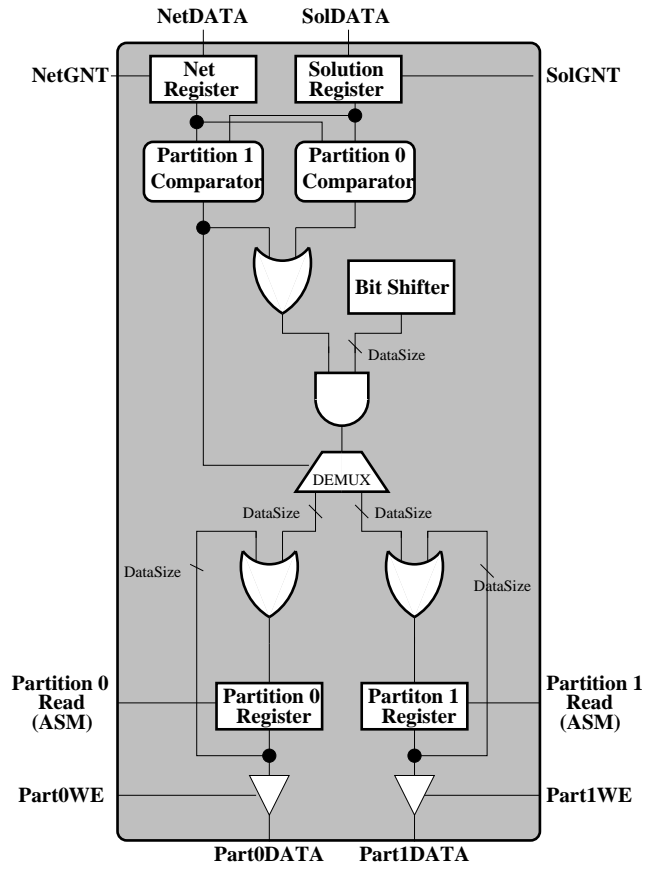 NetDATA
SolDATA
NetGNT
Net
Register
Solution
Register
SolGNT
Partition 1
Comparator
Partition 0
Comparator
Bit Shifter
DataSize
DEMUX
DataSize
DataSize
DataSize
DataSize
Partition 0
Read
(ASM)
Partition 0
Register
Partiton 1
Register
Partition 1
Read
(ASM)
Part0WE
Part1WE
Part0DATA
Part1DATA